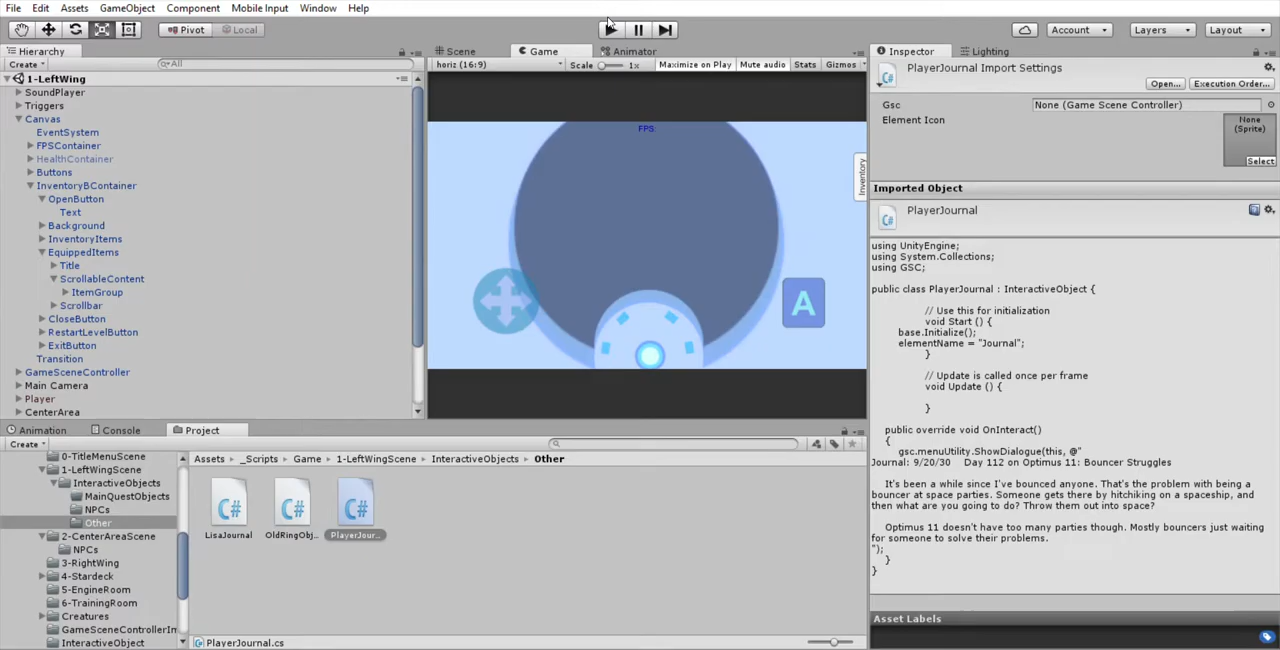 File Edit Assets GameObject Component Mobile Input Window Help
Pivot Local Account Layers Layout
Hierarchy
Create All
1-LeftWing
SoundPlayer
Triggers
Canvas
EventSystem
FPSContainer
HealthContainer
Buttons
InventoryBContainer
OpenButton
Text
Background
InventoryItems
EquippedItems
Title
ScrollableContent
ItemGroup
Scrollbar
CloseButton
RestartLevelButton
ExitButton
Transition
GameSceneController
Main Camera
Player
CenterArea
Scene Game Animator
horiz (16:9) Scale 1x Maximize on Play Mute audio Stats Gizmos
FPS:
Inventory
A
Inspector Lighting
PlayerJournal Import Settings
Open... Execution Order...
Gsc None (Game Scene Controller)
Element Icon
None
(Sprite)
Select
Imported Object
C# PlayerJournal
using UnityEngine;
using System.Collections;
using GSC;
public class PlayerJournal : InteractiveObject {
// Use this for initialization
void Start () {
base.Initialize();
elementName = "Journal";
}
// Update is called once per frame
void Update () {
}
public override void OnInteract()
{
gsc.menuUtility.ShowDialogue(this, @"
Journal: 9/20/30 Day 112 on Optimus 11: Bouncer Struggles
It's been a while since I've bounced anyone. That's the problem with being a
bouncer at space parties. Someone gets there by hitchiking on a spaceship, and
then what are you going to do? Throw them out into space?
Optimus 11 doesn't have too many parties though. Mostly bouncers just waiting
for someone to solve their problems.
");
}
}
Asset Labels
Animation Console Project
Create
0-TitleMenuScene
1-LeftWingScene
InteractiveObjects
MainQuestObjects
NPCs
Other
2-CenterAreaScene
NPCs
3-RightWing
4-Stardeck
5-EngineRoom
6-TrainingRoom
Creatures
GameSceneControllerIm
InteractiveObject
Assets _Scripts Game 1-LeftWingScene InteractiveObjects Other
C# C# C#
LisaJournal OldRingObj... PlayerJour...
PlayerJournal.cs